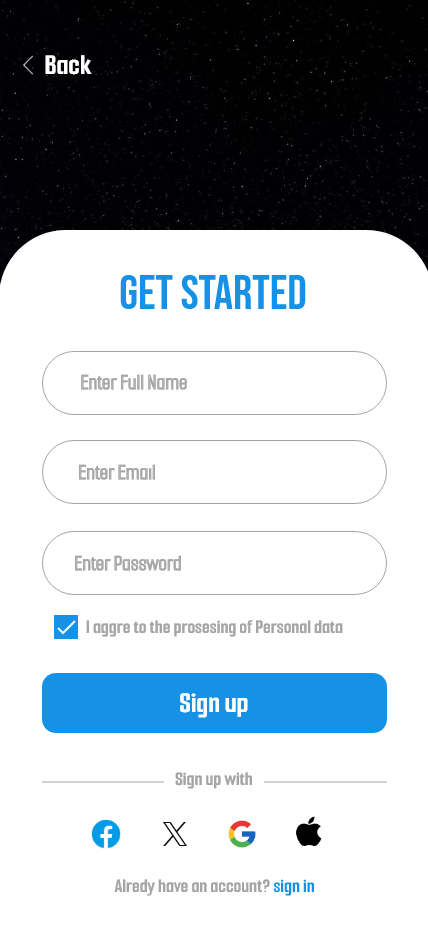 Back
GET STARTED
Enter Full Name
Enter Email
Enter Password
I aggre to the prosesing of Personal data
Sign up
Sign up with
Alredy have an account? sign in